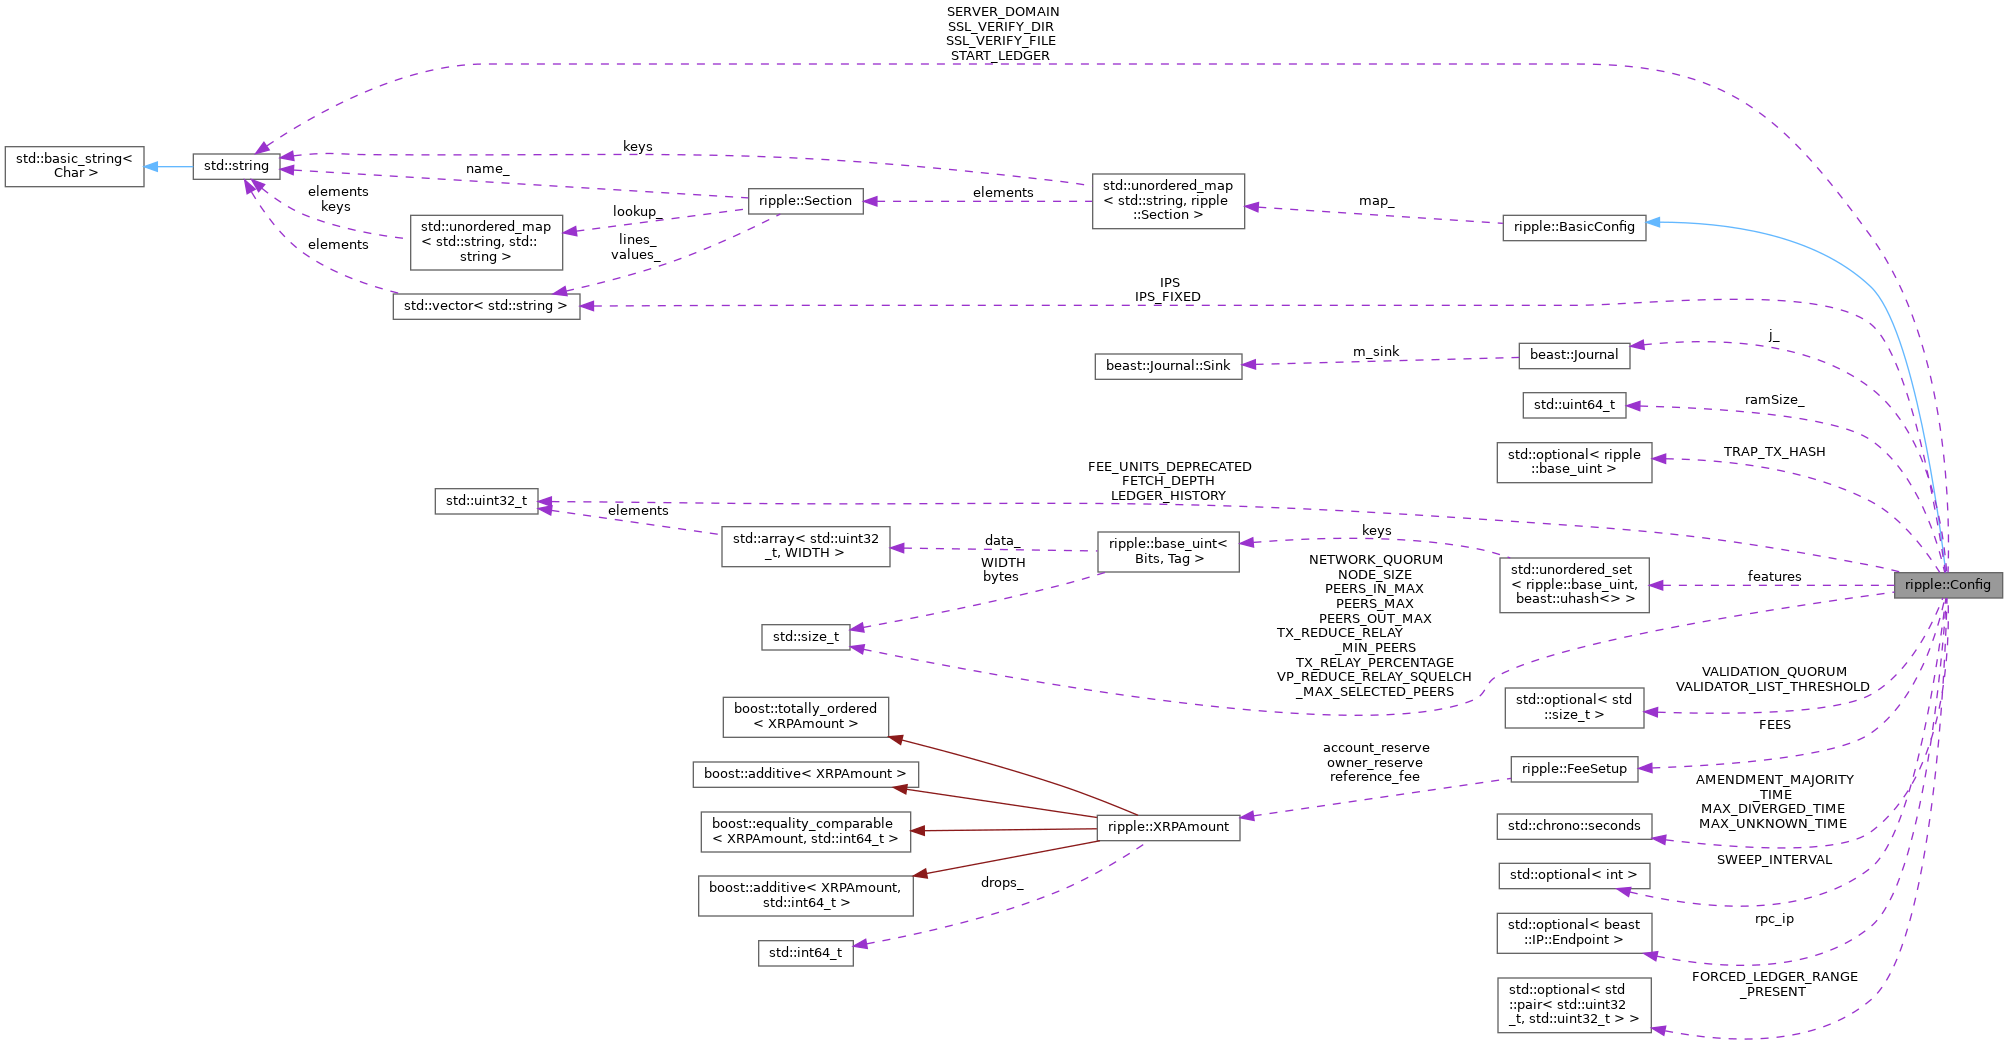 SERVER_DOMAIN
SSL_VERIFY_DIR
SSL_VERIFY_FILE
START_LEDGER
std::basic_string<
Char >
std::string
keys
name_
elements
keys
elements
std::unordered_map
< std::string, std::
string >
std::vector< std::string >
lookup_
lines_
values_
ripple::Section
elements
std::unordered_map
< std::string, ripple
::Section >
map_
ripple::BasicConfig
IPS
IPS_FIXED
beast::Journal::Sink
m_sink
beast::Journal
j_
std::uint64_t
ramSize_
std::optional< ripple
::base_uint >
TRAP_TX_HASH
FEE_UNITS_DEPRECATED
FETCH_DEPTH
LEDGER_HISTORY
std::uint32_t
elements
std::array< std::uint32
_t, WIDTH >
data_
WIDTH
bytes
ripple::base_uint<
Bits, Tag >
keys
std::unordered_set
< ripple::base_uint,
beast::uhash<> >
features
ripple::Config
std::size_t
NETWORK_QUORUM
NODE_SIZE
PEERS_IN_MAX
PEERS_MAX
PEERS_OUT_MAX
TX_REDUCE_RELAY
_MIN_PEERS
TX_RELAY_PERCENTAGE
VP_REDUCE_RELAY_SQUELCH
_MAX_SELECTED_PEERS
std::optional< std
::size_t >
VALIDATION_QUORUM
VALIDATOR_LIST_THRESHOLD
boost::totally_ordered
< XRPAmount >
boost::additive< XRPAmount >
boost::equality_comparable
< XRPAmount, std::int64_t >
boost::additive< XRPAmount,
std::int64_t >
std::int64_t
drops_
ripple::XRPAmount
account_reserve
owner_reserve
reference_fee
ripple::FeeSetup
FEES
std::chrono::seconds
AMENDMENT_MAJORITY
_TIME
MAX_DIVERGED_TIME
MAX_UNKNOWN_TIME
std::optional< int >
SWEEP_INTERVAL
std::optional< beast
::IP::Endpoint >
rpc_ip
std::optional< std
::pair< std::uint32
_t, std::uint32_t > >
FORCED_LEDGER_RANGE
_PRESENT